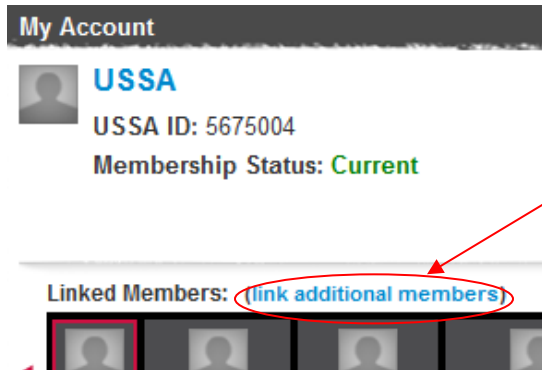 My Account
USSA
USSA ID: 5675004
Membership Status: Current
Linked Members: (link additional members)